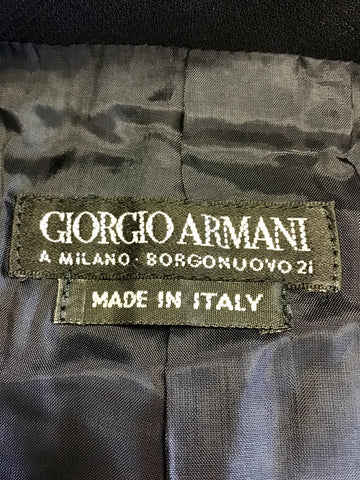 GIORGIO ARMANI
A MILANO · BORGONUOVO 21
MADE IN ITALY